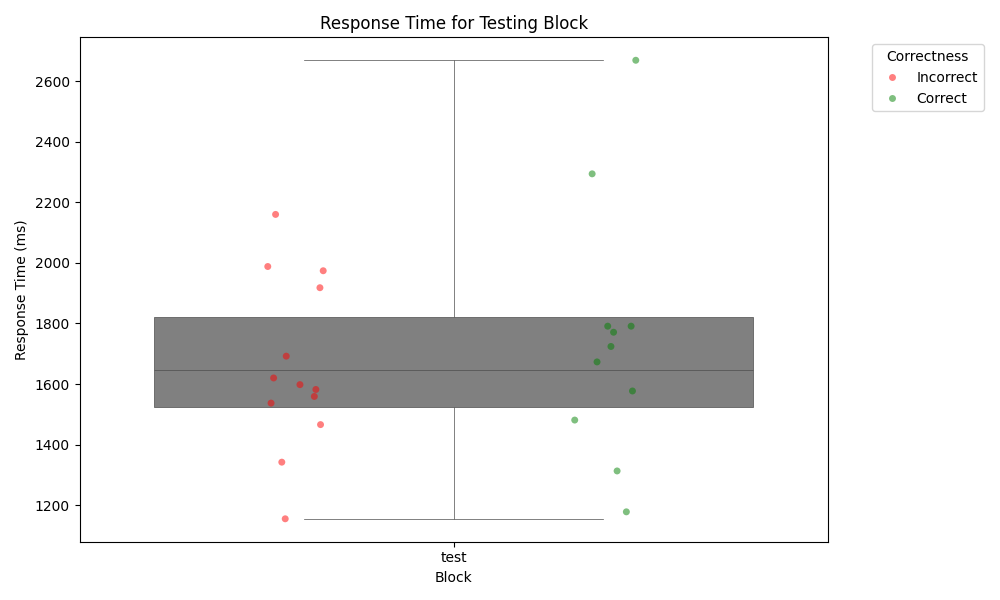 Response Time for Testing Block
Correctness
Incorrect
Correct
Response Time (ms)
2600
2400
2200
2000
1800
1600
1400
1200
test
Block